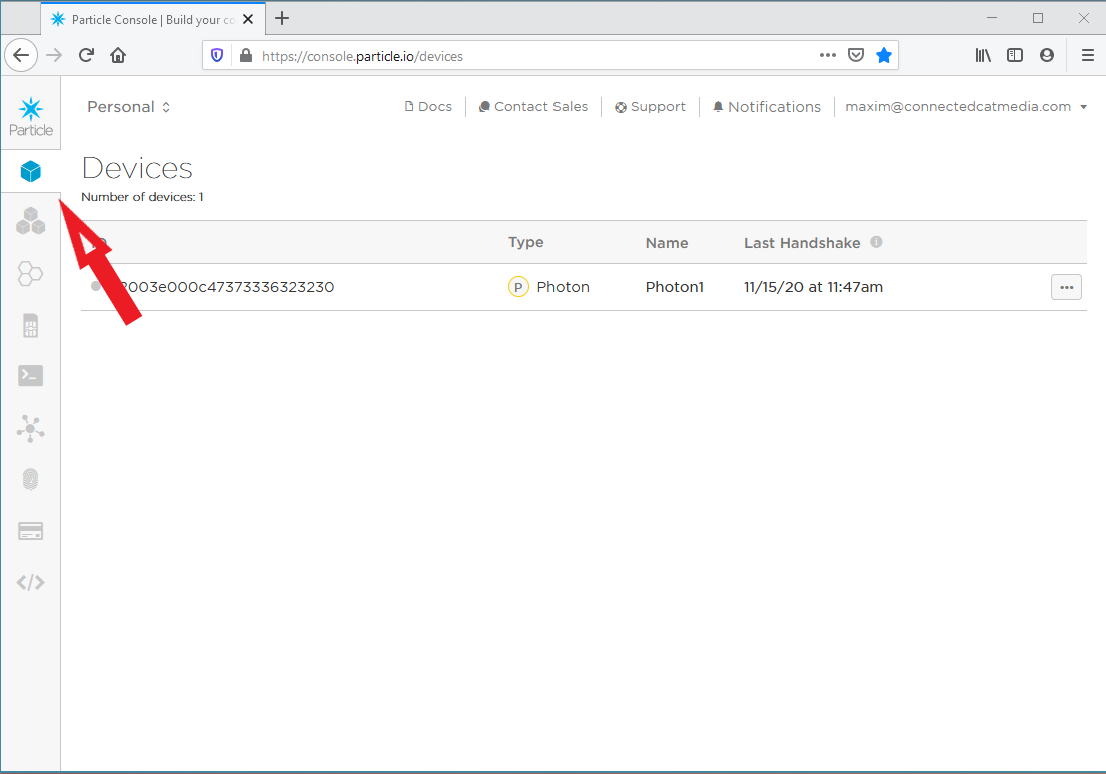 Particle Console | Build your co
https://console.particle.io/devices
Particle
Personal
Docs
Contact Sales
Support
Notifications
maxim@connectedcatmedia.com
Devices
Number of devices: 1
Type
Name
Last Handshake
003e000c47373336323230
P
Photon
Photon1
11/15/20 at 11:47am